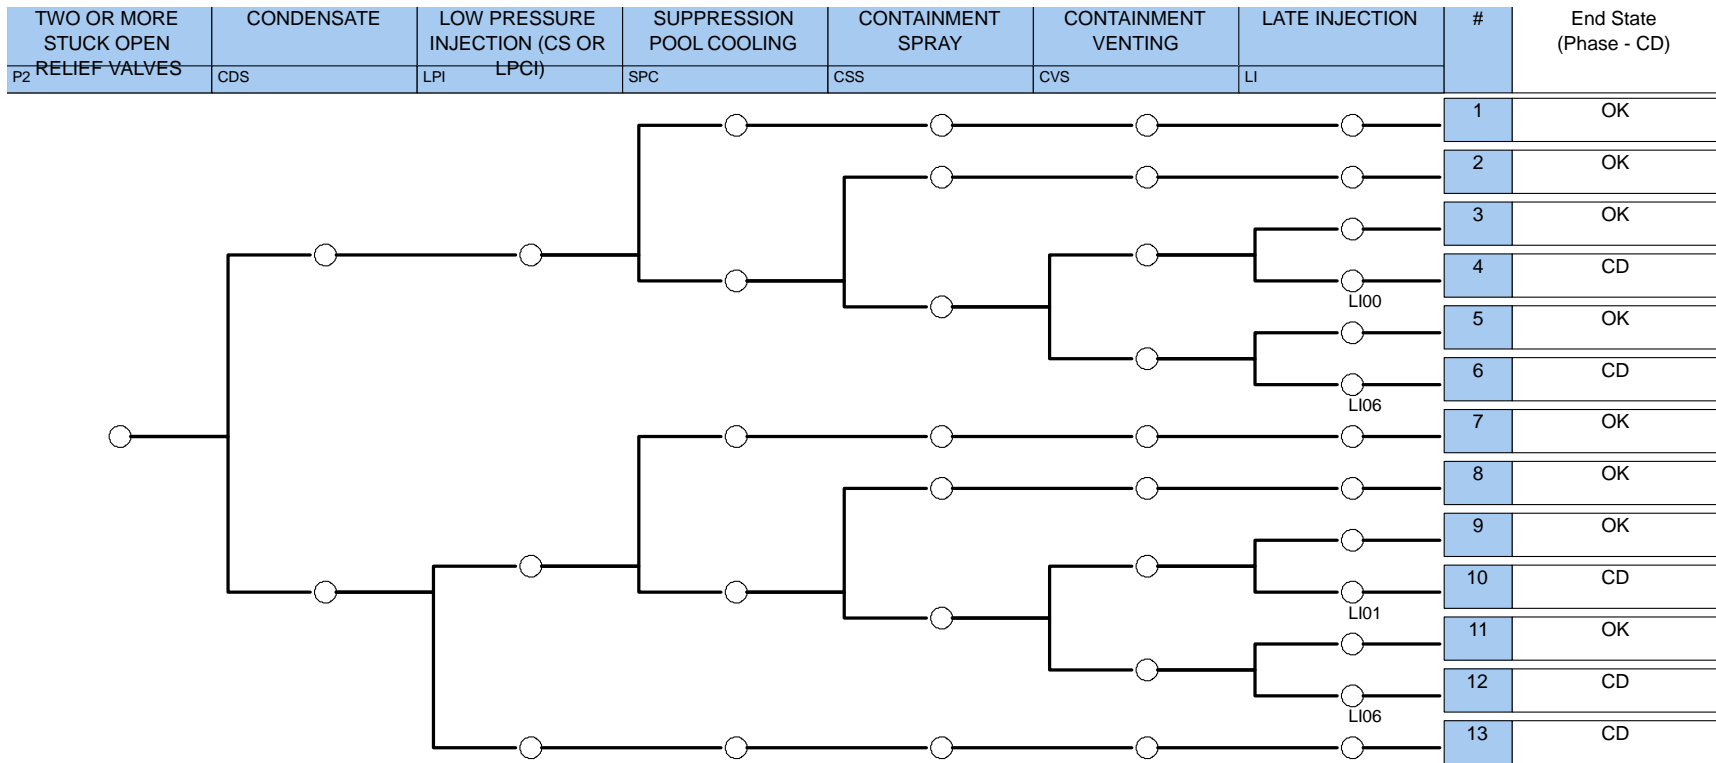 TWO OR MORE
STUCK OPEN
RELIEF VALVES
P2
CONDENSATE
CDS
LOW PRESSURE
INJECTION (CS OR
LPCI)
LPI
SUPPRESSION
POOL COOLING
SPC
CONTAINMENT
SPRAY
CSS
CONTAINMENT
VENTING
CVS
LATE INJECTION
LI
#
End State
(Phase - CD)
1 OK
2 OK
3 OK
4 CD
LI00
5 OK
6 CD
LI06
7 OK
8 OK
9 OK
10 CD
LI01
11 OK
12 CD
LI06
13 CD